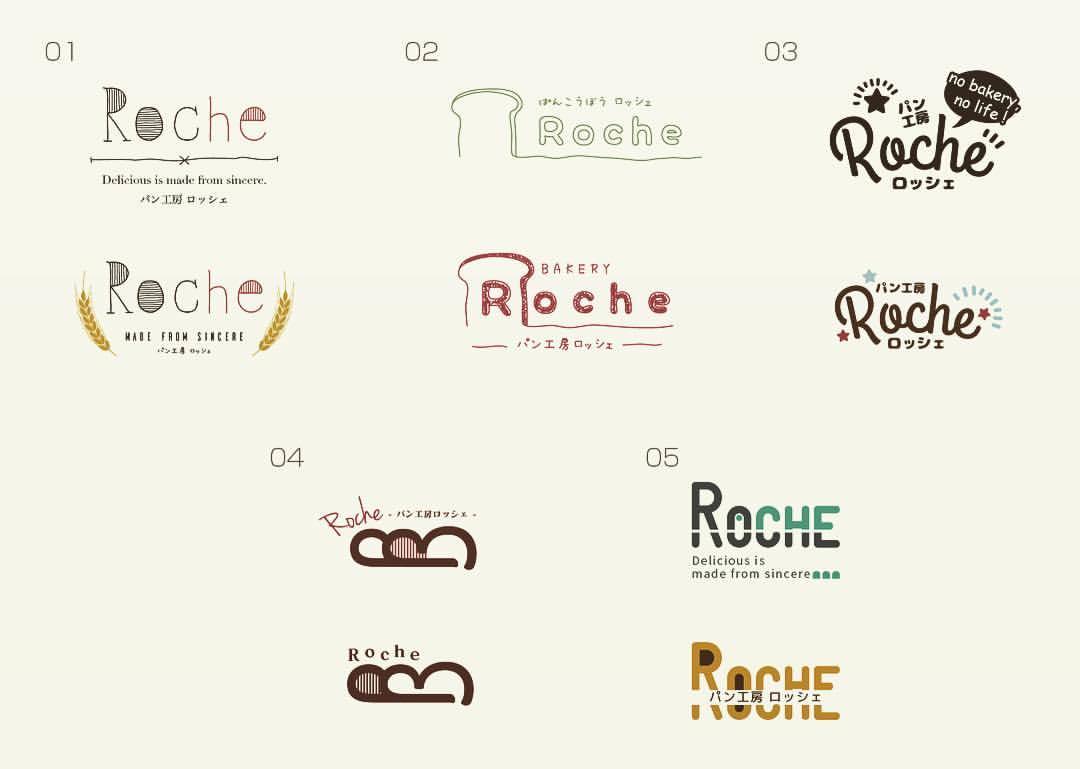 01
Roche
Delicious is made from sincere.
パン工房 ロッシェ
Roche
MADE FROM SINCERE
パン工房 ロッシェ
02
ぱんこうぼう ロッシェ
Roche
BAKERY
Roche
パン工房 ロッシェ
03
no bakery,
no life !
パン
工房
Roche
ロッシェ
パン工房
Roche
ロッシェ
04
Roche - パン工房ロッシェ -
Roche
05
ROCHE
Delicious is
made from sincere
ROCHE
パン工房 ロッシェ